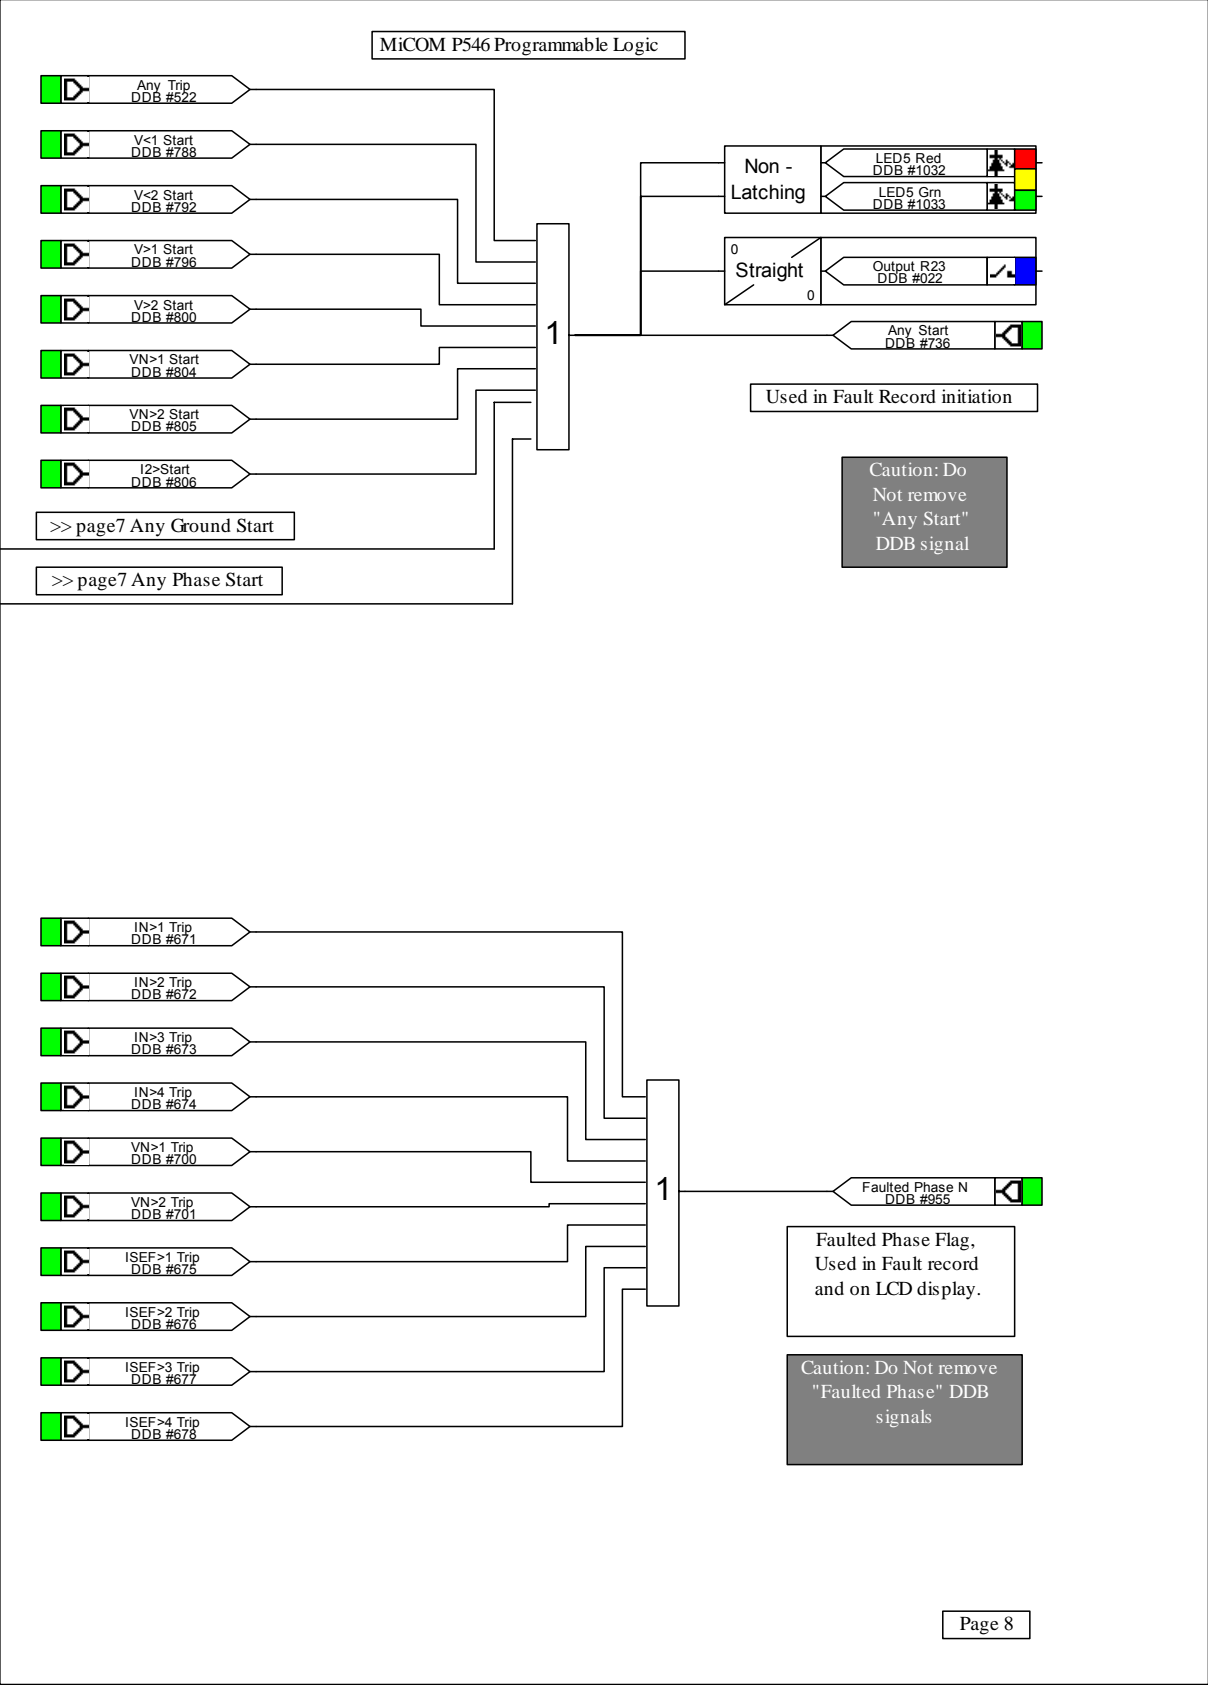 MiCOM P546 Programmable Logic
Any Trip
DDB #522
V<1 Start
DDB #788
V<2 Start
DDB #792
V>1 Start
DDB #796
V>2 Start
DDB #800
VN>1 Start
DDB #804
VN>2 Start
DDB #805
I2>Start
DDB #806
>> page7 Any Ground Start
>> page7 Any Phase Start
1
Non -
Latching
LED5 Red
DDB #1032
LED5 Grn
DDB #1033
0
Straight
0
Output R23
DDB #022
Any Start
DDB #736
Used in Fault Record initiation
Caution: Do
Not remove
"Any Start"
DDB signal
IN>1 Trip
DDB #671
IN>2 Trip
DDB #672
IN>3 Trip
DDB #673
IN>4 Trip
DDB #674
VN>1 Trip
DDB #700
VN>2 Trip
DDB #701
ISEF>1 Trip
DDB #675
ISEF>2 Trip
DDB #676
ISEF>3 Trip
DDB #677
ISEF>4 Trip
DDB #678
1
Faulted Phase N
DDB #955
Faulted Phase Flag,
Used in Fault record
and on LCD display.
Caution: Do Not remove
"Faulted Phase" DDB
signals
Page 8